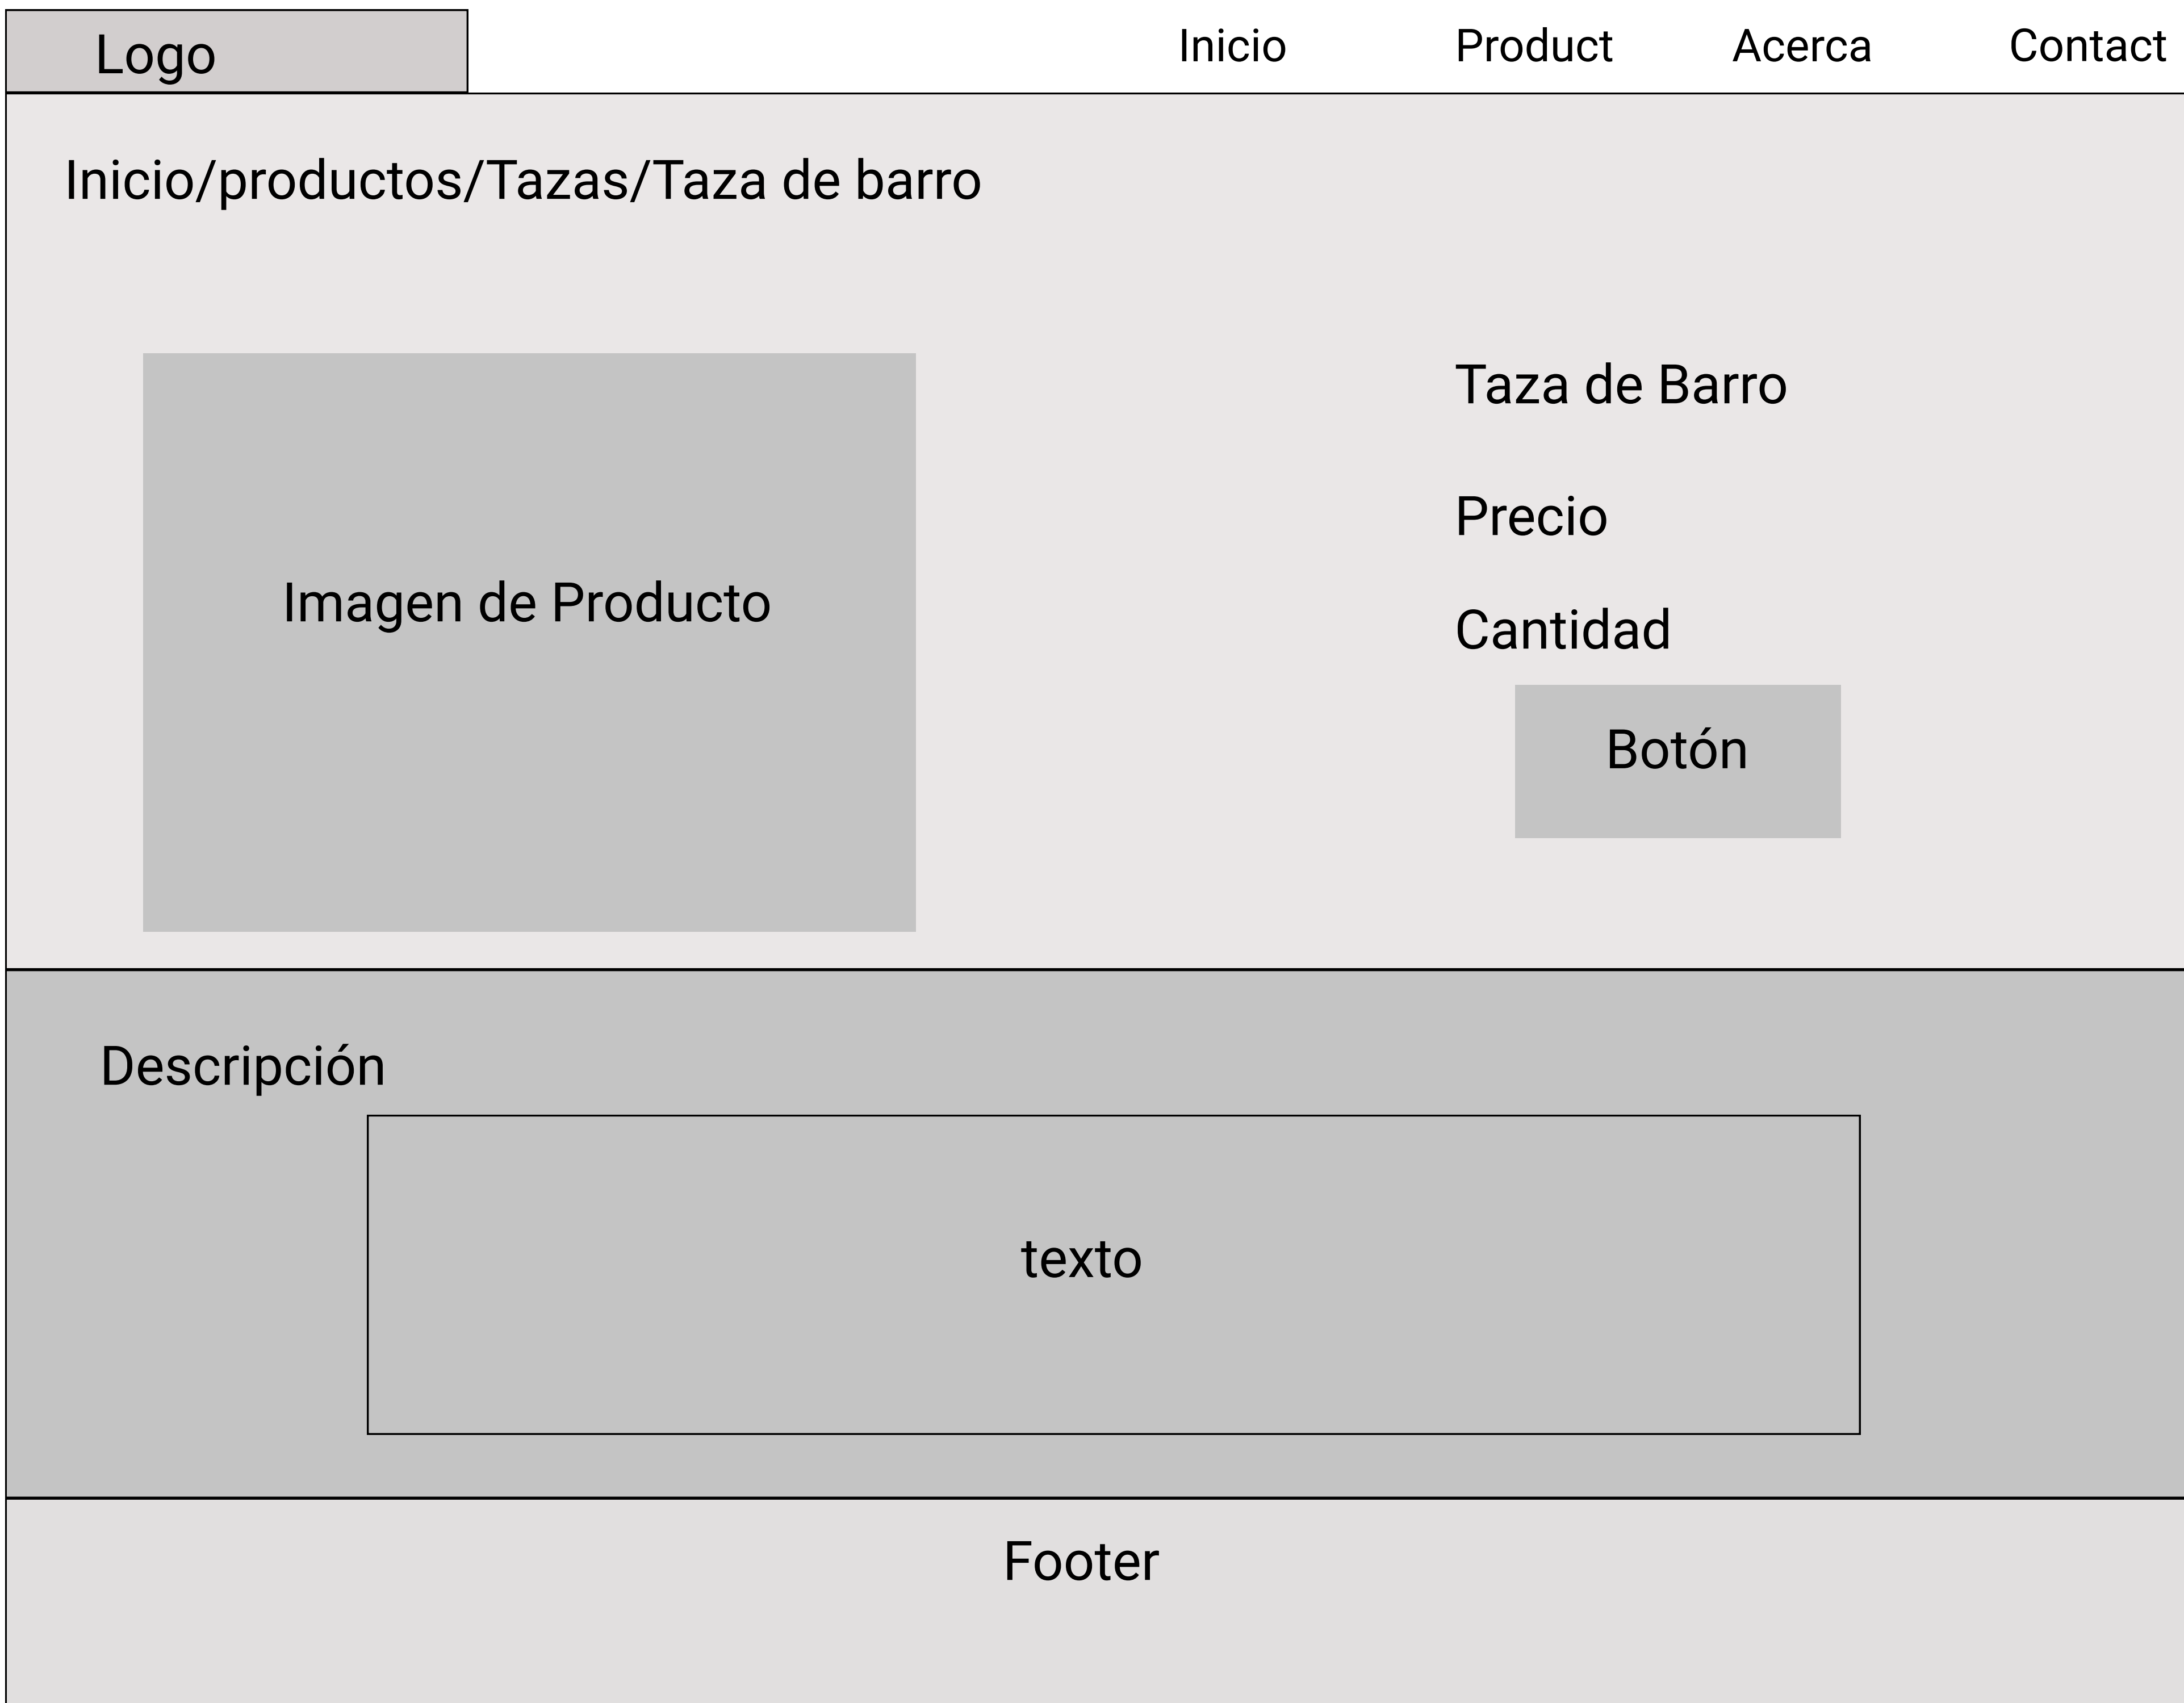 Logo
Inicio Product Acerca Contact
Inicio/productos/Tazas/Taza de barro
Taza de Barro
Precio
Imagen de Producto
Cantidad
Botón
Descripción
texto
Footer